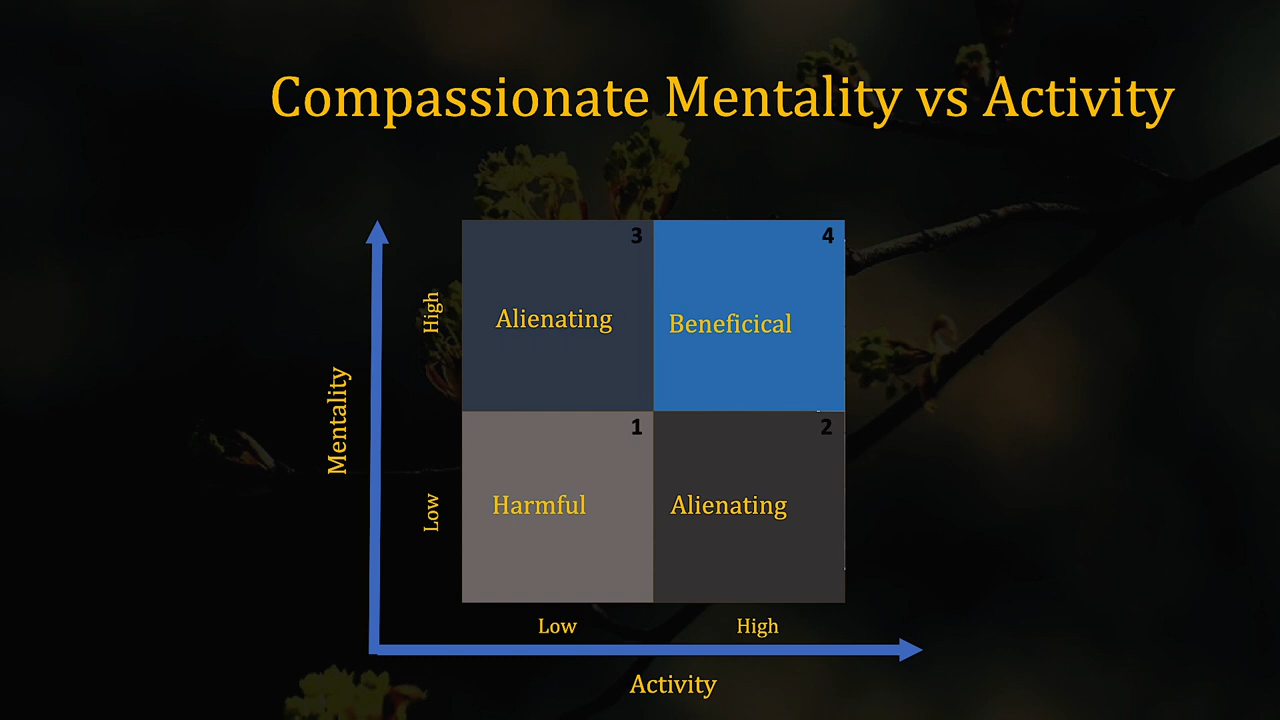 Compassionate Mentality vs Activity
3
4
High
Alienating
Beneficical
Mentality
1
2
Low
Harmful
Alienating
Low
High
Activity